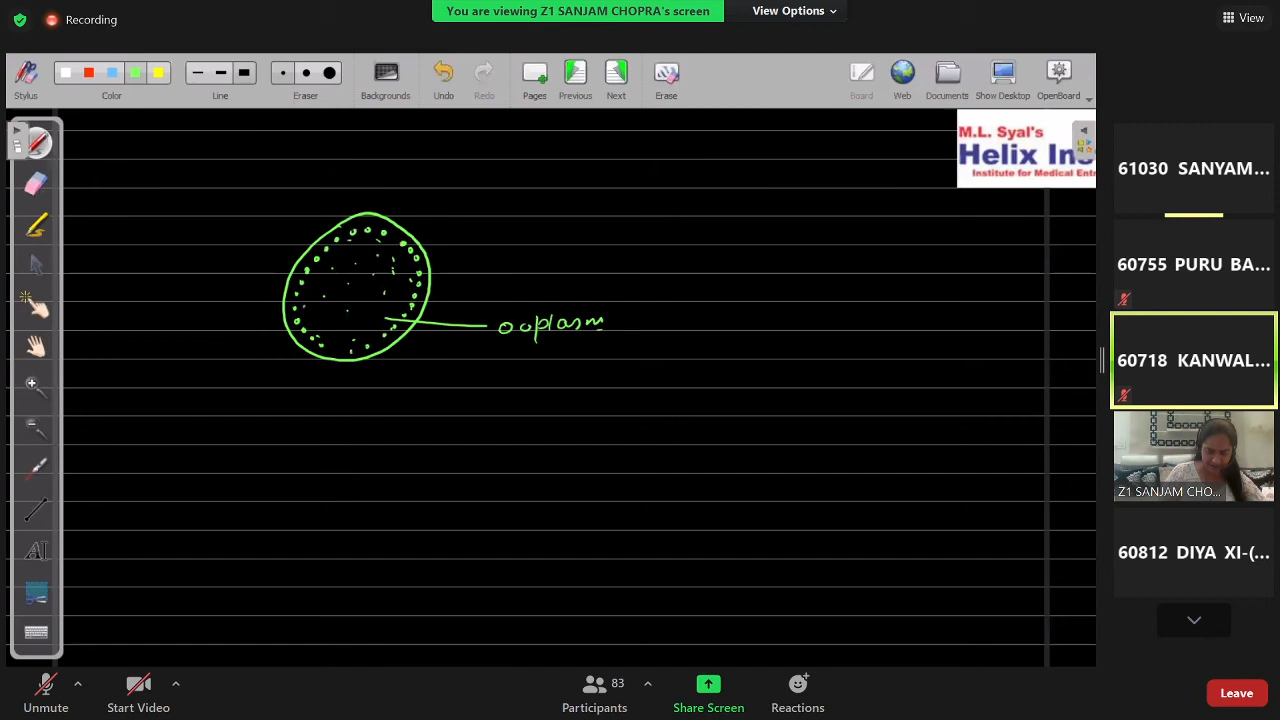 Recording
You are viewing Z1 SANJAM CHOPRA's screen
View Options
View
Stylus
Color
Line
Eraser
Backgrounds
Undo
Redo
Pages
Previous
Next
Erase
Board
Web
Documents
Show Desktop
OpenBoard
M.L. Syal's
Helix Ins
Institute for Medical Entr
ooplasm
61030 SANYAM...
60755 PURU BA...
60718 KANWAL...
Z1 SANJAM CHO...
60812 DIYA XI-(...
Unmute
Start Video
83
Participants
Share Screen
Reactions
Leave